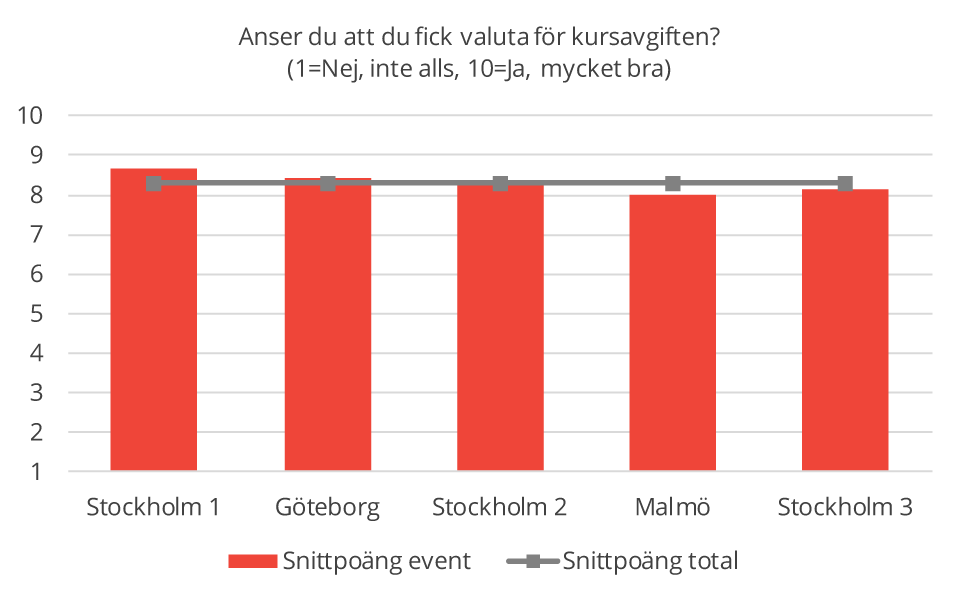 Anser du att du fick valuta för kursavgiften?
(1=Nej, inte alls, 10=Ja, mycket bra)
10
9
8
7
6
5
4
3
2
1
Stockholm 1 Göteborg Stockholm 2 Malmö Stockholm 3
Snittpoäng event Snittpoäng total